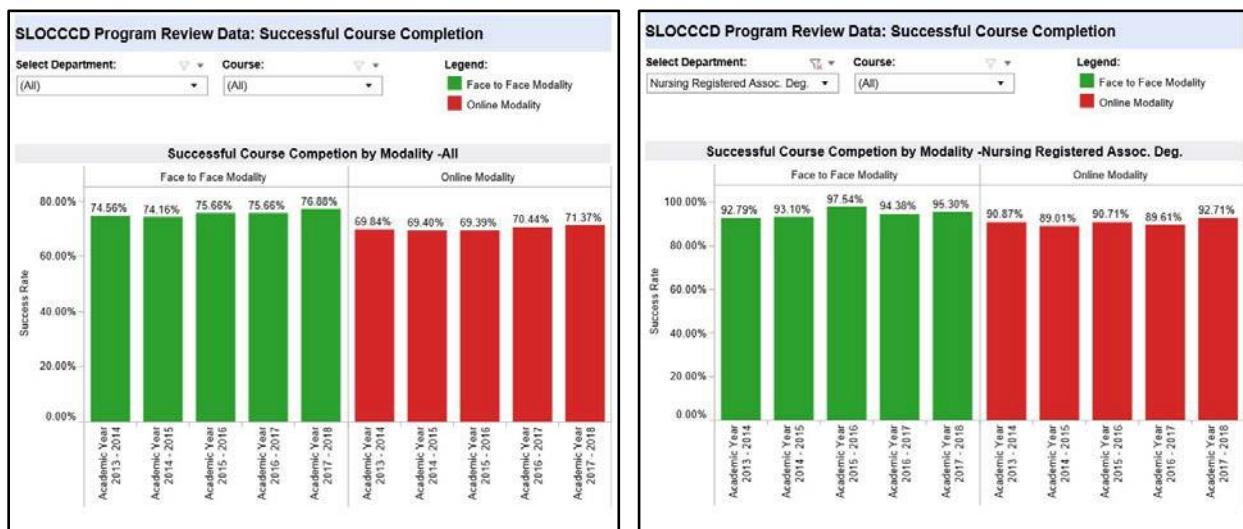 SLOCCCD Program Review Data: Successful Course Completion
Select Department: Course: Legend:
(All) (All) Face to Face Modality
Online Modality
Successful Course Competion by Modality -All
Face to Face Modality Online Modality
80.00%
60.00%
40.00%
20.00%
0.00%
Success Rate
74.56% 74.16% 75.66% 75.66% 76.88% 69.84% 69.40% 69.39% 70.44% 71.37%
Academic Year
2013 - 2014
Academic Year
2014 - 2015
Academic Year
2015 - 2016
Academic Year
2016 - 2017
Academic Year
2017 - 2018
Academic Year
2013 - 2014
Academic Year
2014 - 2015
Academic Year
2015 - 2016
Academic Year
2016 - 2017
Academic Year
2017 - 2018
SLOCCCD Program Review Data: Successful Course Completion
Select Department: Course: Legend:
Nursing Registered Assoc. Deg. (All) Face to Face Modality
Online Modality
Successful Course Competion by Modality -Nursing Registered Assoc. Deg.
Face to Face Modality Online Modality
100.00%
80.00%
60.00%
40.00%
20.00%
0.00%
Success Rate
92.79% 93.10% 97.54% 94.38% 95.30% 90.87% 89.01% 90.71% 89.61% 92.71%
Academic Year
2013 - 2014
Academic Year
2014 - 2015
Academic Year
2015 - 2016
Academic Year
2016 - 2017
Academic Year
2017 - 2018
Academic Year
2013 - 2014
Academic Year
2014 - 2015
Academic Year
2015 - 2016
Academic Year
2016 - 2017
Academic Year
2017 - 2018